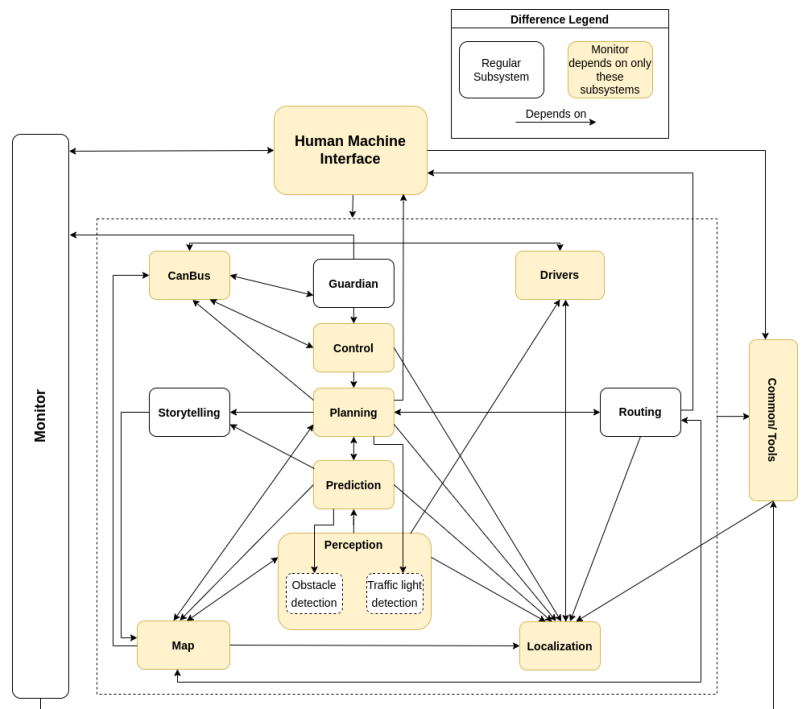 Difference Legend
Regular
Subsystem
Monitor
depends on only
these
subsystems
Depends on
Human Machine
Interface
CanBus
Guardian
Drivers
Control
Monitor
Storytelling
Planning
Routing
Common/ Tools
Prediction
Perception
Obstacle
detection
Traffic light
detection
Map
Localization